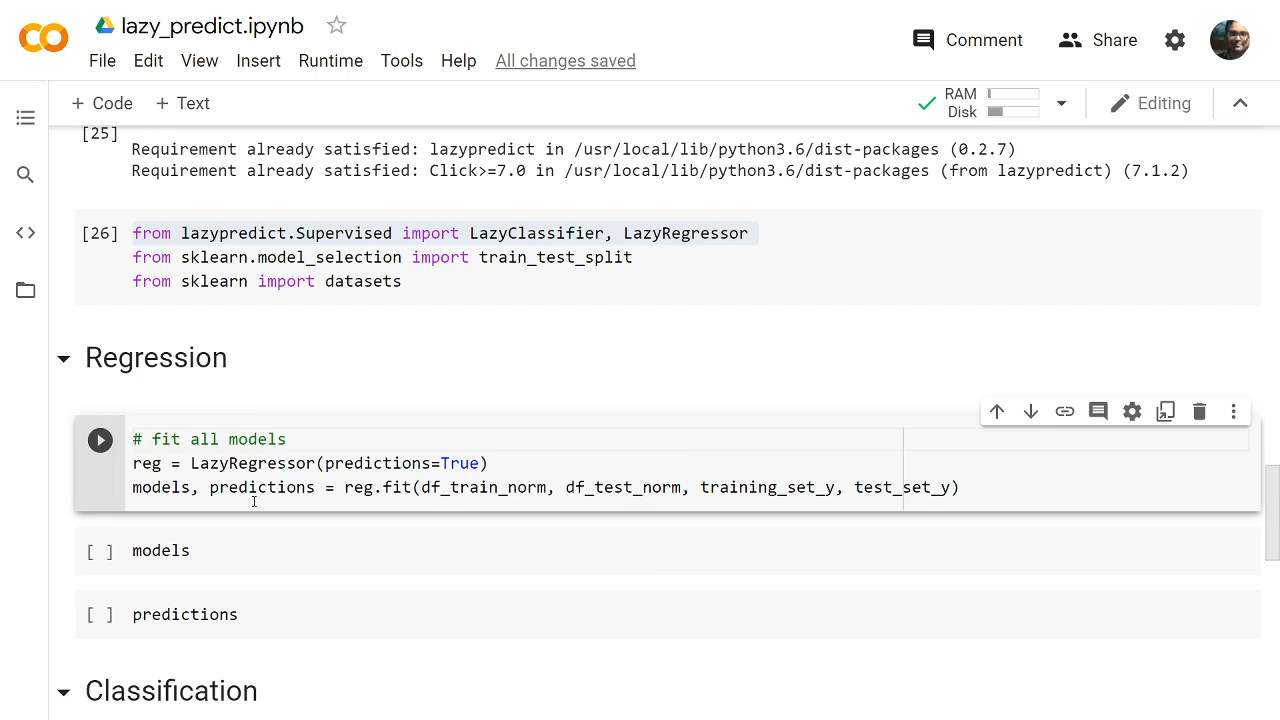 lazy_predict.ipynb
Comment
Share
File Edit View Insert Runtime Tools Help All changes saved
+ Code + Text
RAM
Disk
Editing
[25]
Requirement already satisfied: lazypredict in /usr/local/lib/python3.6/dist-packages (0.2.7)
Requirement already satisfied: Click>=7.0 in /usr/local/lib/python3.6/dist-packages (from lazypredict) (7.1.2)
[26] from lazypredict.Supervised import LazyClassifier, LazyRegressor
from sklearn.model_selection import train_test_split
from sklearn import datasets
Regression
# fit all models
reg = LazyRegressor(predictions=True)
models, predictions = reg.fit(df_train_norm, df_test_norm, training_set_y, test_set_y)
[ ] models
[ ] predictions
Classification